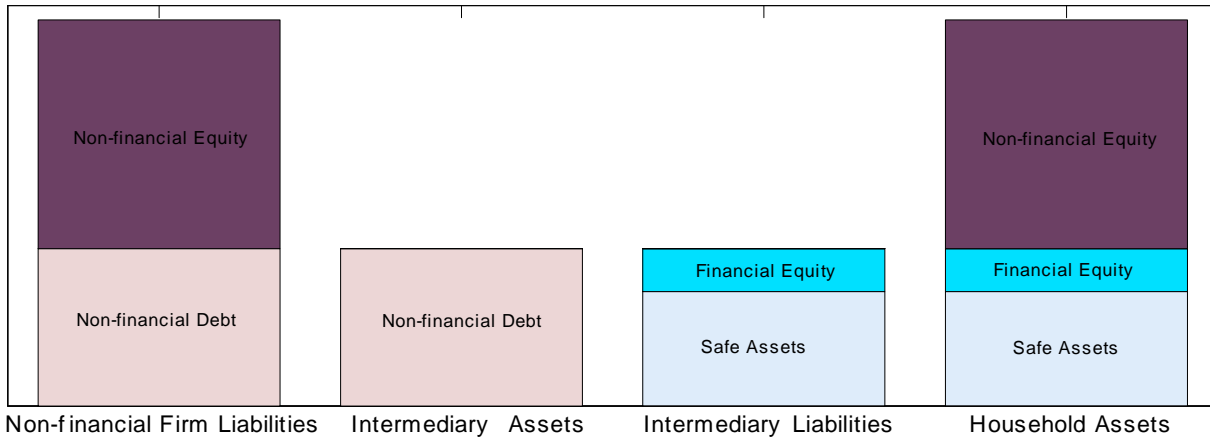 Non-financial Equity
Non-financial Equity
Financial Equity
Financial Equity
Non-financial Debt
Non-financial Debt
Safe Assets
Safe Assets
Non-financial Firm Liabilities
Intermediary Assets
Intermediary Liabilities
Household Assets